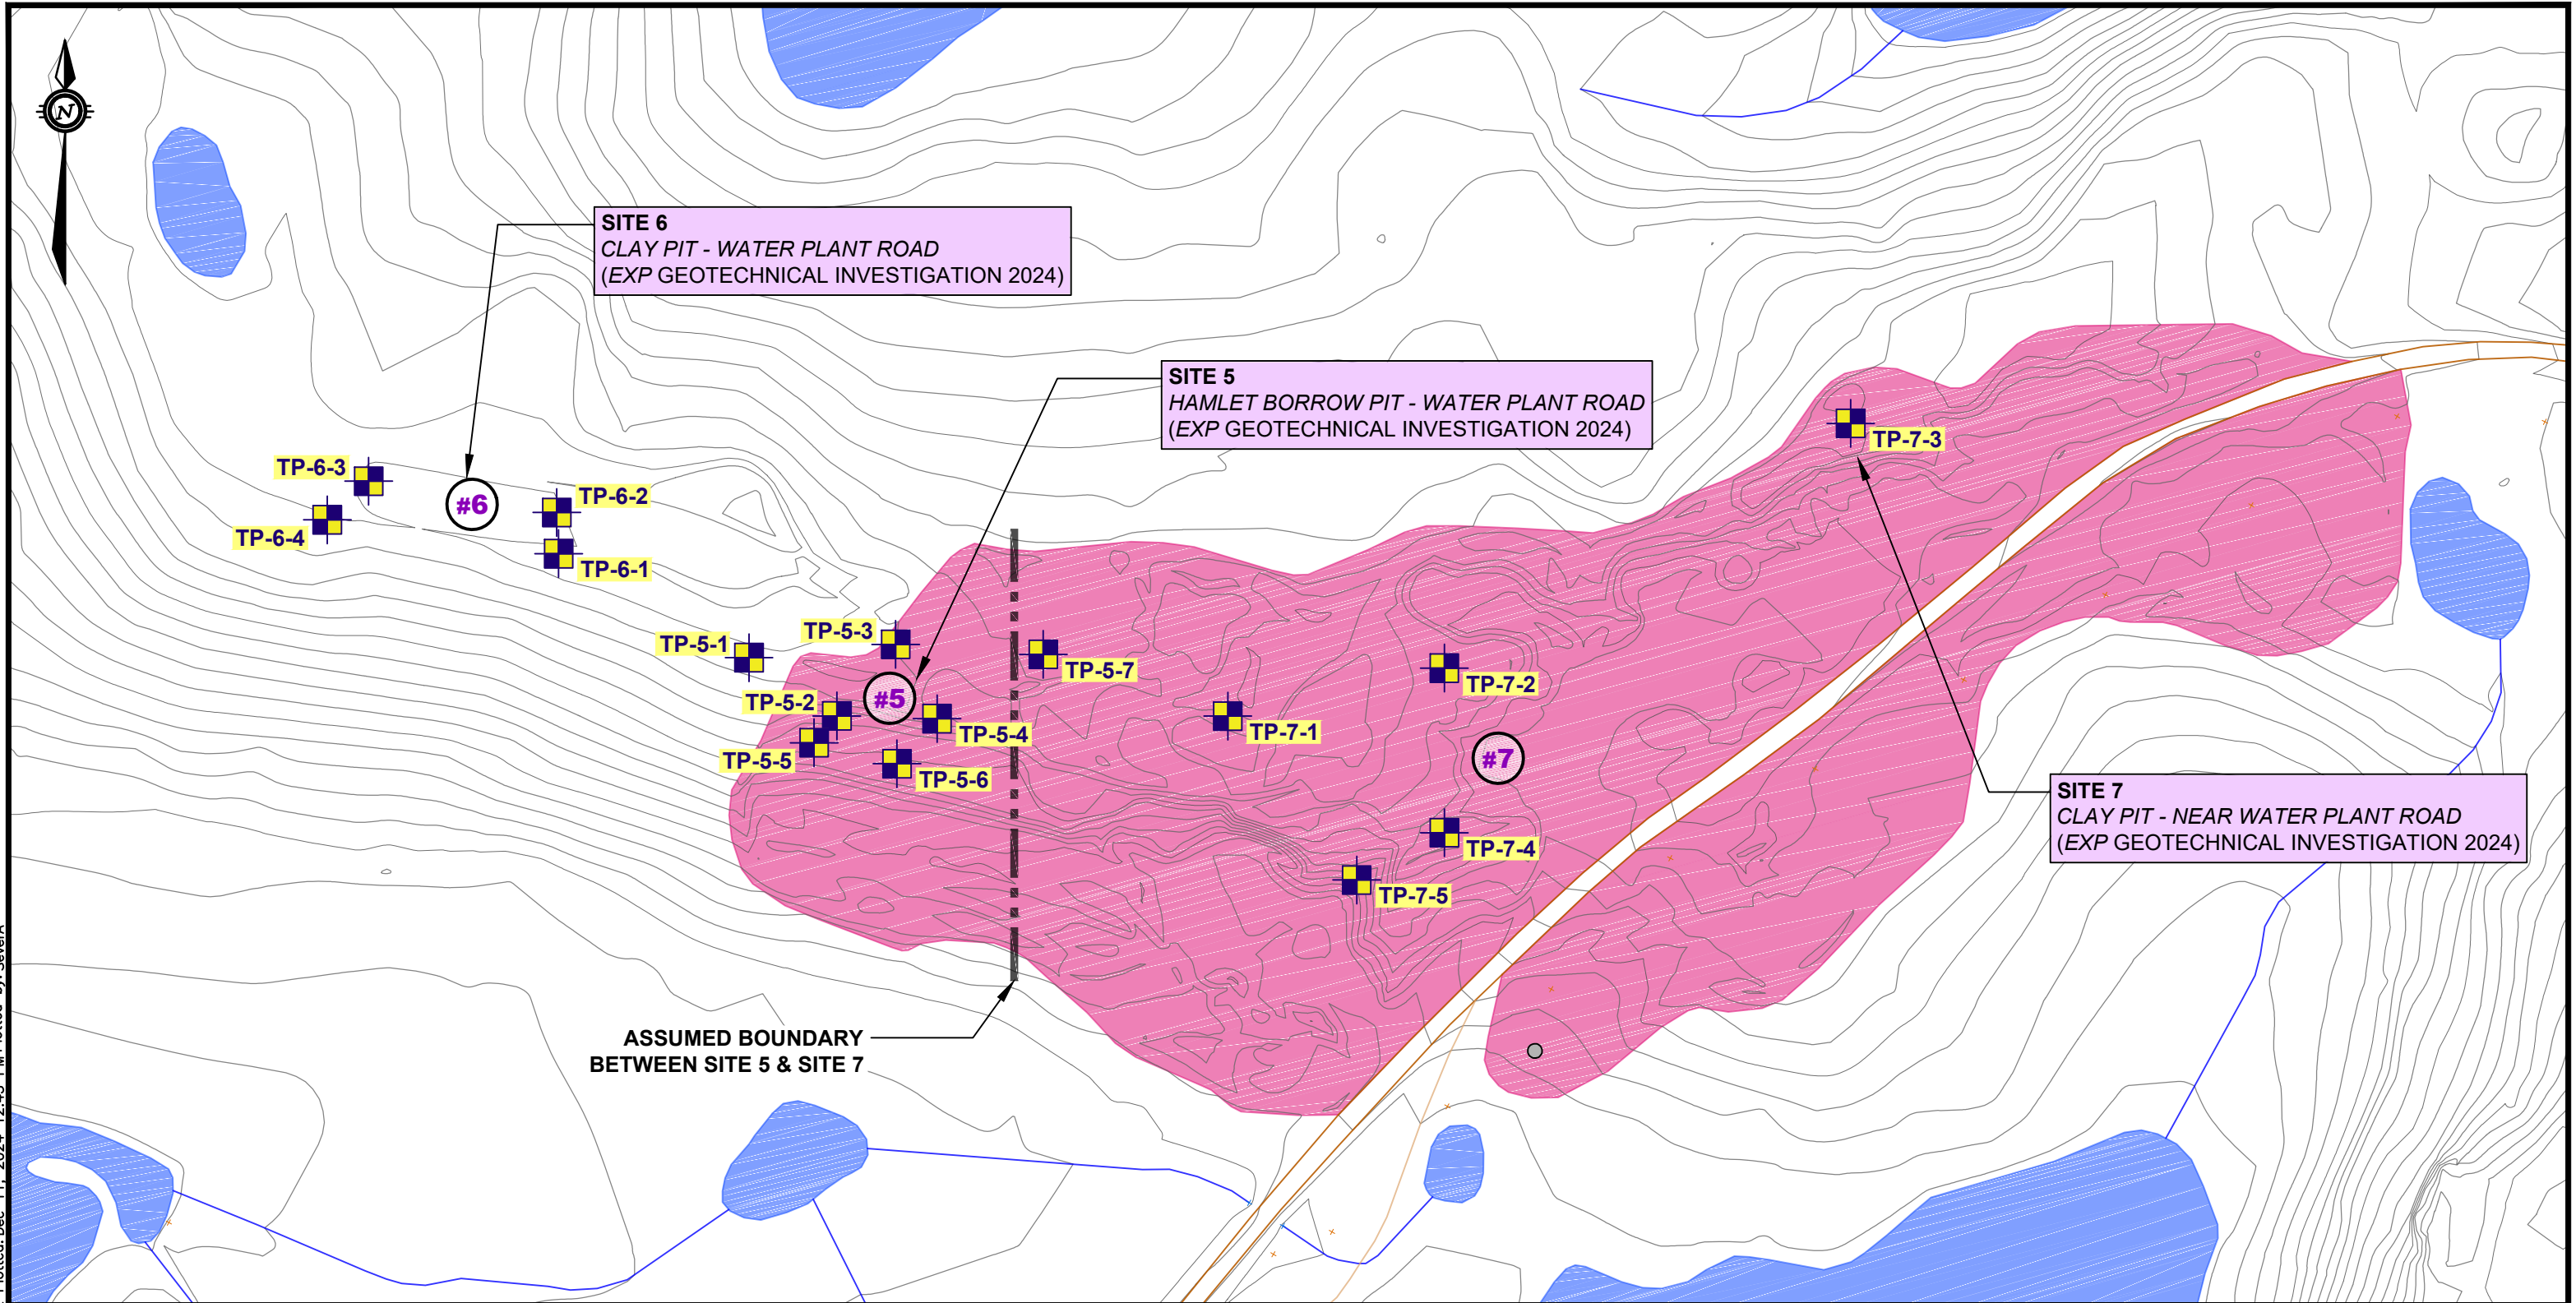 N
SITE 6
CLAY PIT - WATER PLANT ROAD
(EXP GEOTECHNICAL INVESTIGATION 2024)
SITE 5
HAMLET BORROW PIT - WATER PLANT ROAD
(EXP GEOTECHNICAL INVESTIGATION 2024)
TP-7-3
TP-6-3
#6
TP-6-2
TP-6-4
TP-6-1
TP-5-3
TP-5-1
TP-5-7
TP-7-2
#5
TP-5-2
TP-5-4
TP-7-1
TP-5-5
#7
TP-5-6
SITE 7
CLAY PIT - NEAR WATER PLANT ROAD
(EXP GEOTECHNICAL INVESTIGATION 2024)
TP-7-4
TP-7-5
ASSUMED BOUNDARY
BETWEEN SITE 5 & SITE 7